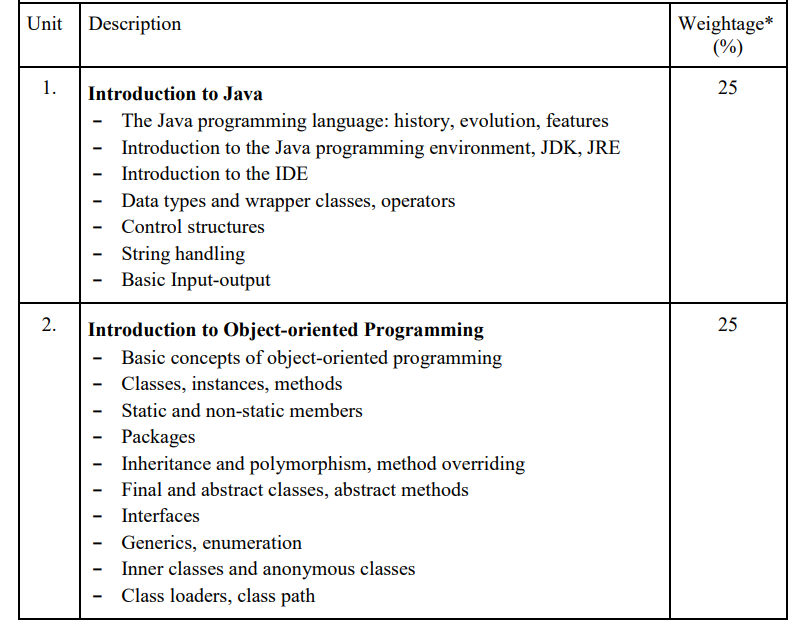 Unit Description Weightage*
(%)
1. Introduction to Java 25
– The Java programming language: history, evolution, features
– Introduction to the Java programming environment, JDK, JRE
– Introduction to the IDE
– Data types and wrapper classes, operators
– Control structures
– String handling
– Basic Input-output
2. Introduction to Object-oriented Programming 25
– Basic concepts of object-oriented programming
– Classes, instances, methods
– Static and non-static members
– Packages
– Inheritance and polymorphism, method overriding
– Final and abstract classes, abstract methods
– Interfaces
– Generics, enumeration
– Inner classes and anonymous classes
– Class loaders, class path